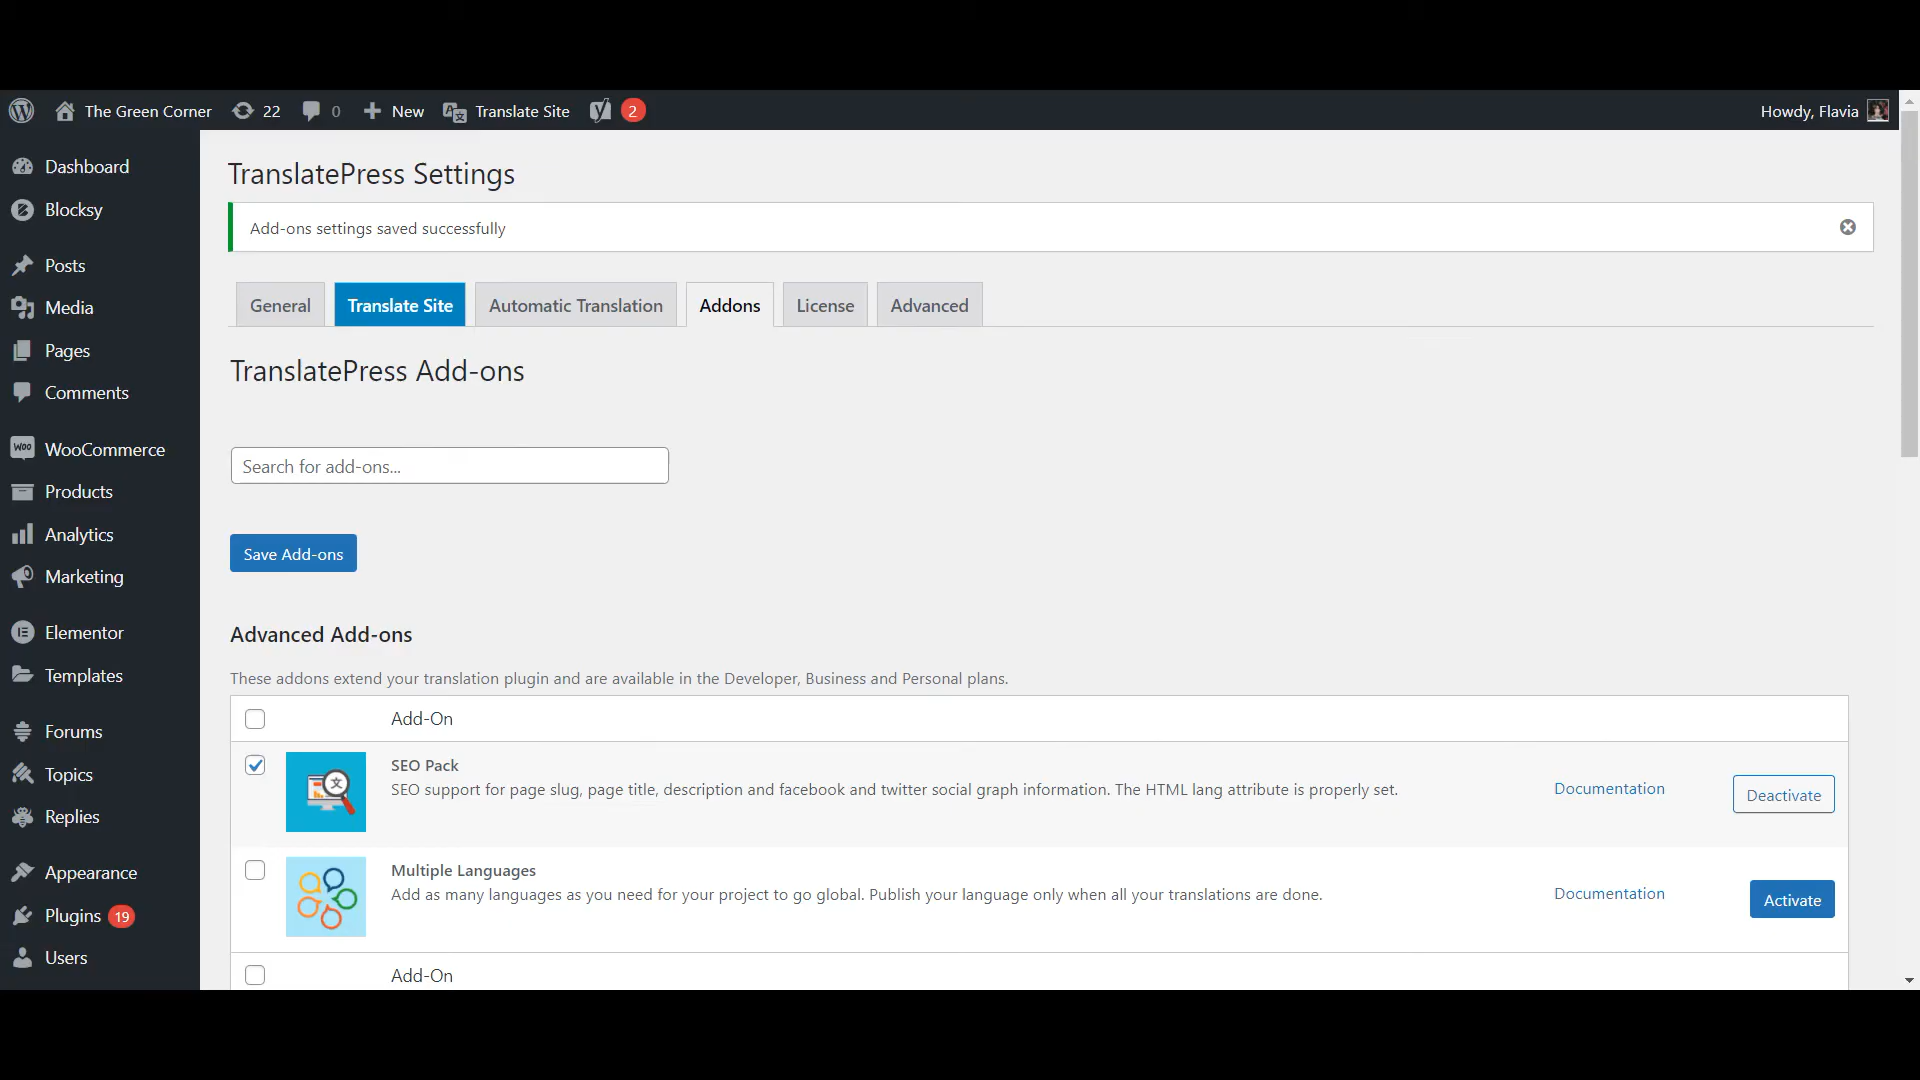 The Green Corner 22 0 New Translate Site 2 Howdy, Flavia
Dashboard
Blocksy
Posts
Media
Pages
Comments
WooCommerce
Products
Analytics
Marketing
Elementor
Templates
Forums
Topics
Replies
Appearance
Plugins 19
Users
TranslatePress Settings
Add-ons settings saved successfully
General Translate Site Automatic Translation Addons License Advanced
TranslatePress Add-ons
Search for add-ons...
Save Add-ons
Advanced Add-ons
These addons extend your translation plugin and are available in the Developer, Business and Personal plans.
Add-On
SEO Pack
SEO support for page slug, page title, description and facebook and twitter social graph information. The HTML lang attribute is properly set.
Documentation
Deactivate
Multiple Languages
Add as many languages as you need for your project to go global. Publish your language only when all your translations are done.
Documentation
Activate
Add-On